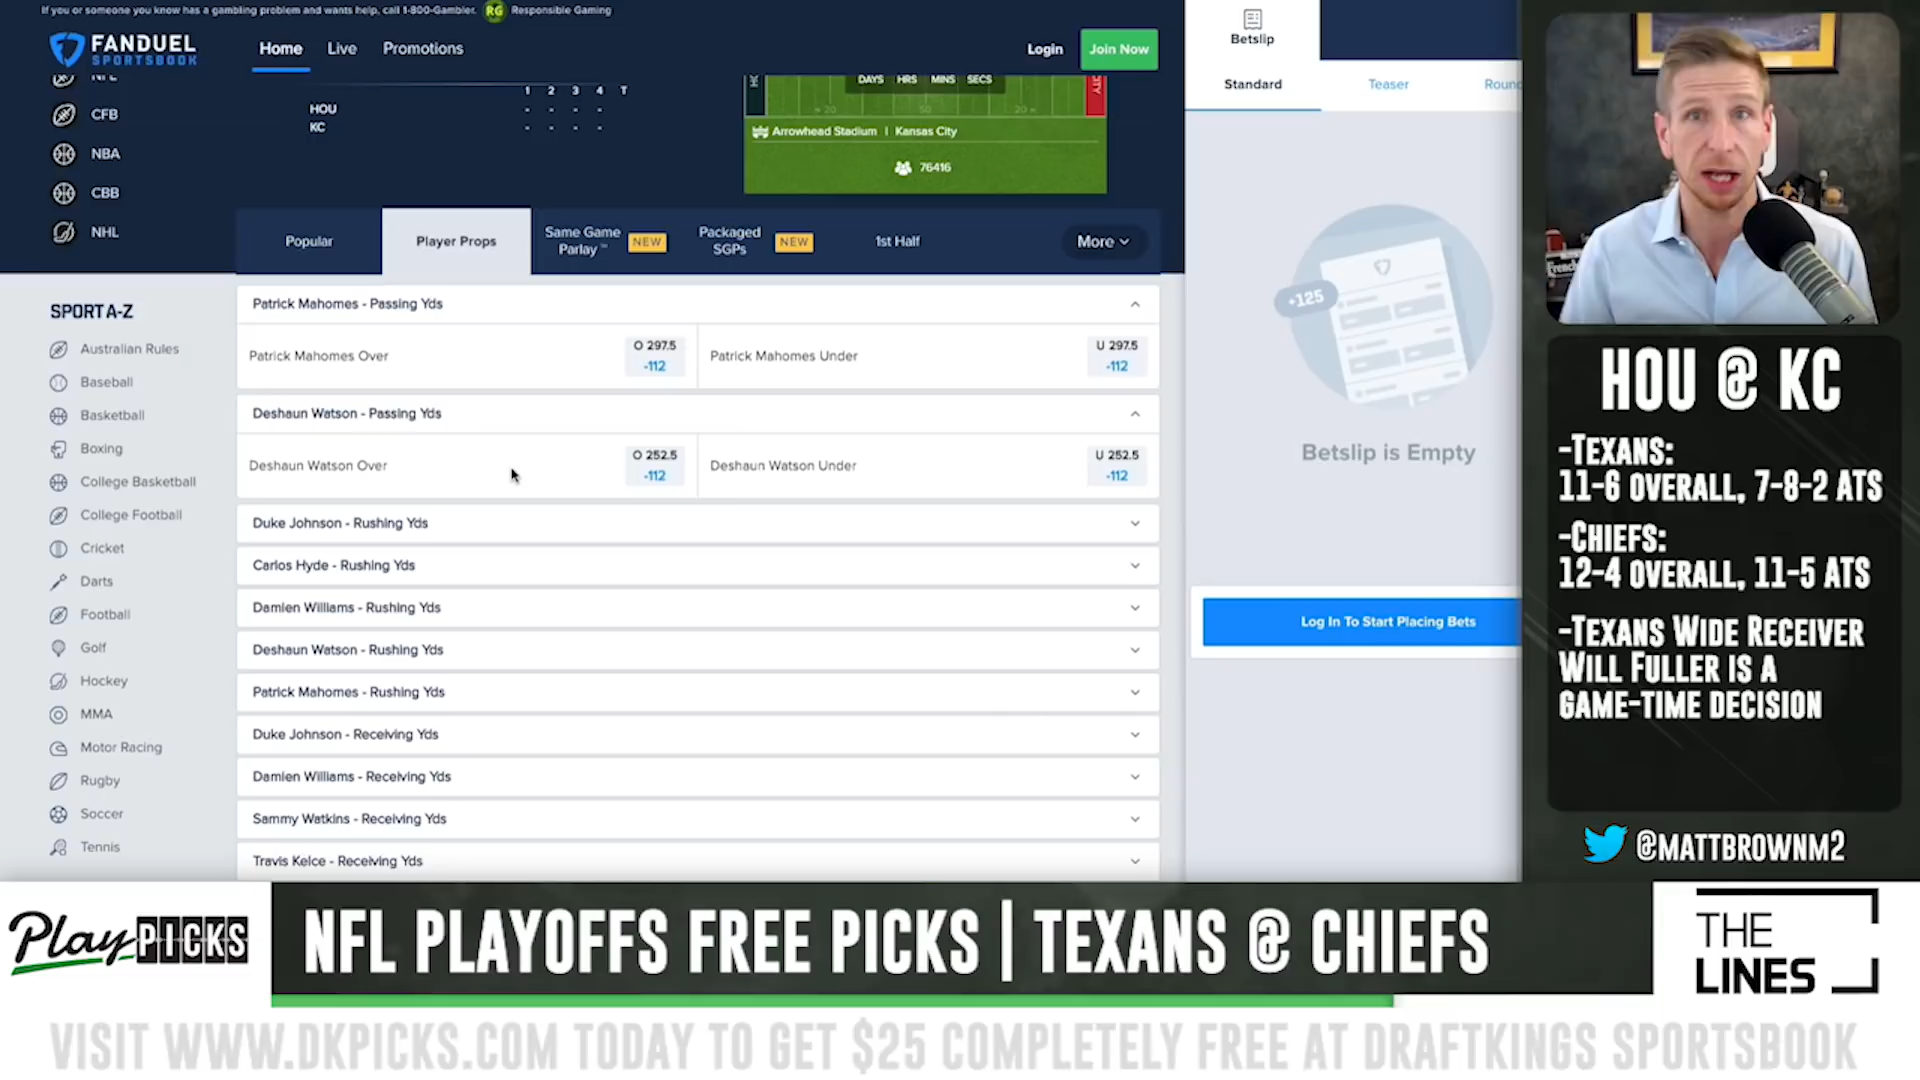 If you or someone you know has a gambling problem and wants help, call 1-800-Gambler. RG Responsible Gaming
FANDUEL
SPORTSBOOK
Home Live Promotions
Login Join Now
Betslip
Standard Teaser
NFL
CFB
NBA
CBB
NHL
1 2 3 4 T
HOU - - - -
KC - - - -
DAYS HRS MINS SECS
20 50 20
Arrowhead Stadium | Kansas City
76416
Popular Player Props Same Game Parlay™ NEW Packaged SGPs NEW 1st Half More
SPORT A-Z
Australian Rules
Baseball
Basketball
Boxing
College Basketball
College Football
Cricket
Darts
Football
Golf
Hockey
MMA
Motor Racing
Rugby
Soccer
Tennis
Patrick Mahomes - Passing Yds
Patrick Mahomes Over O 297.5 -112 Patrick Mahomes Under U 297.5 -112
Deshaun Watson - Passing Yds
Deshaun Watson Over O 252.5 -112 Deshaun Watson Under U 252.5 -112
Duke Johnson - Rushing Yds
Carlos Hyde - Rushing Yds
Damien Williams - Rushing Yds
Deshaun Watson - Rushing Yds
Patrick Mahomes - Rushing Yds
Duke Johnson - Receiving Yds
Damien Williams - Receiving Yds
Sammy Watkins - Receiving Yds
Travis Kelce - Receiving Yds
+125
Betslip is Empty
Log In To Start Placing Bets
HOU @ KC
-TEXANS:
11-6 OVERALL, 7-8-2 ATS
-CHIEFS:
12-4 OVERALL, 11-5 ATS
-TEXANS WIDE RECEIVER
WILL FULLER IS A
GAME-TIME DECISION
@MATTBROWNM2
PlayPICKS
NFL PLAYOFFS FREE PICKS | TEXANS @ CHIEFS
THE
LINES
VISIT WWW.DKPICKS.COM TODAY TO GET $25 COMPLETELY FREE AT DRAFTKINGS SPORTSBOOK